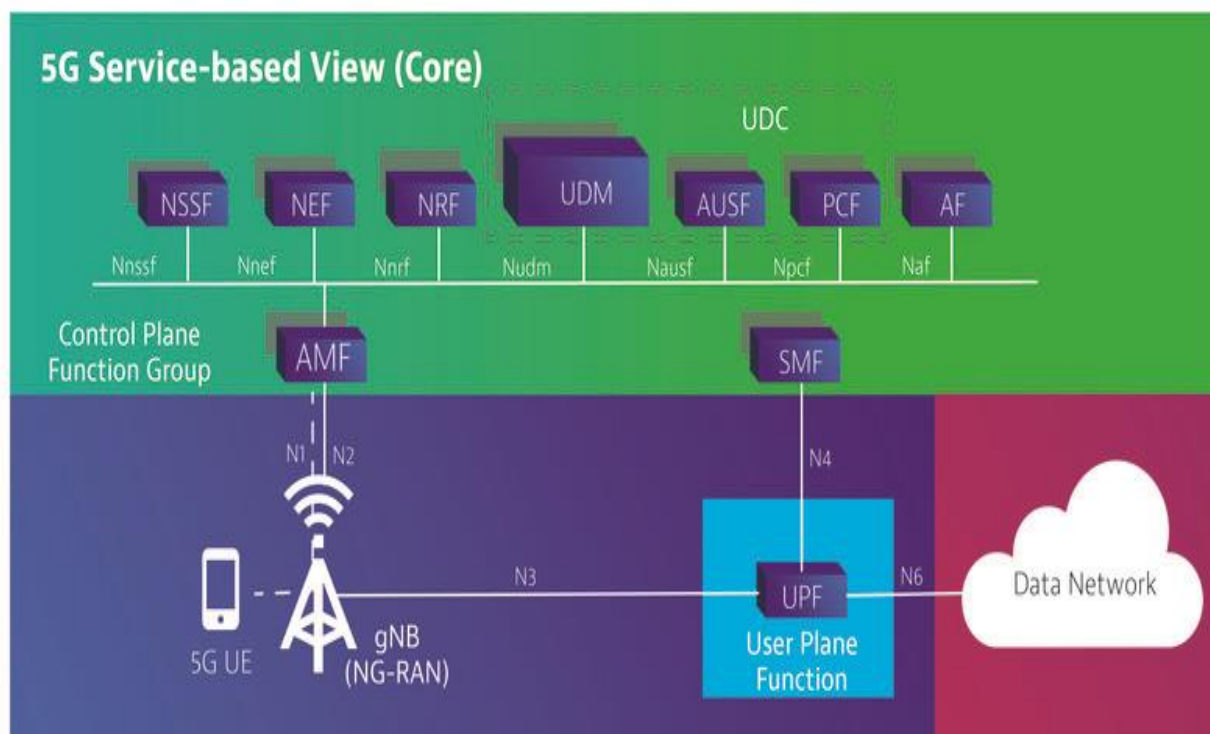 5G Service-based View (Core)
UDC
NSSF
NEF
NRF
UDM
AUSF
PCF
AF
Nnssf
Nnef
Nnrf
Nudm
Nausf
Npcf
Naf
Control Plane
Function Group
AMF
SMF
N1
N2
N4
N3
UPF
N6
Data Network
5G UE
gNB
(NG-RAN)
User Plane
Function